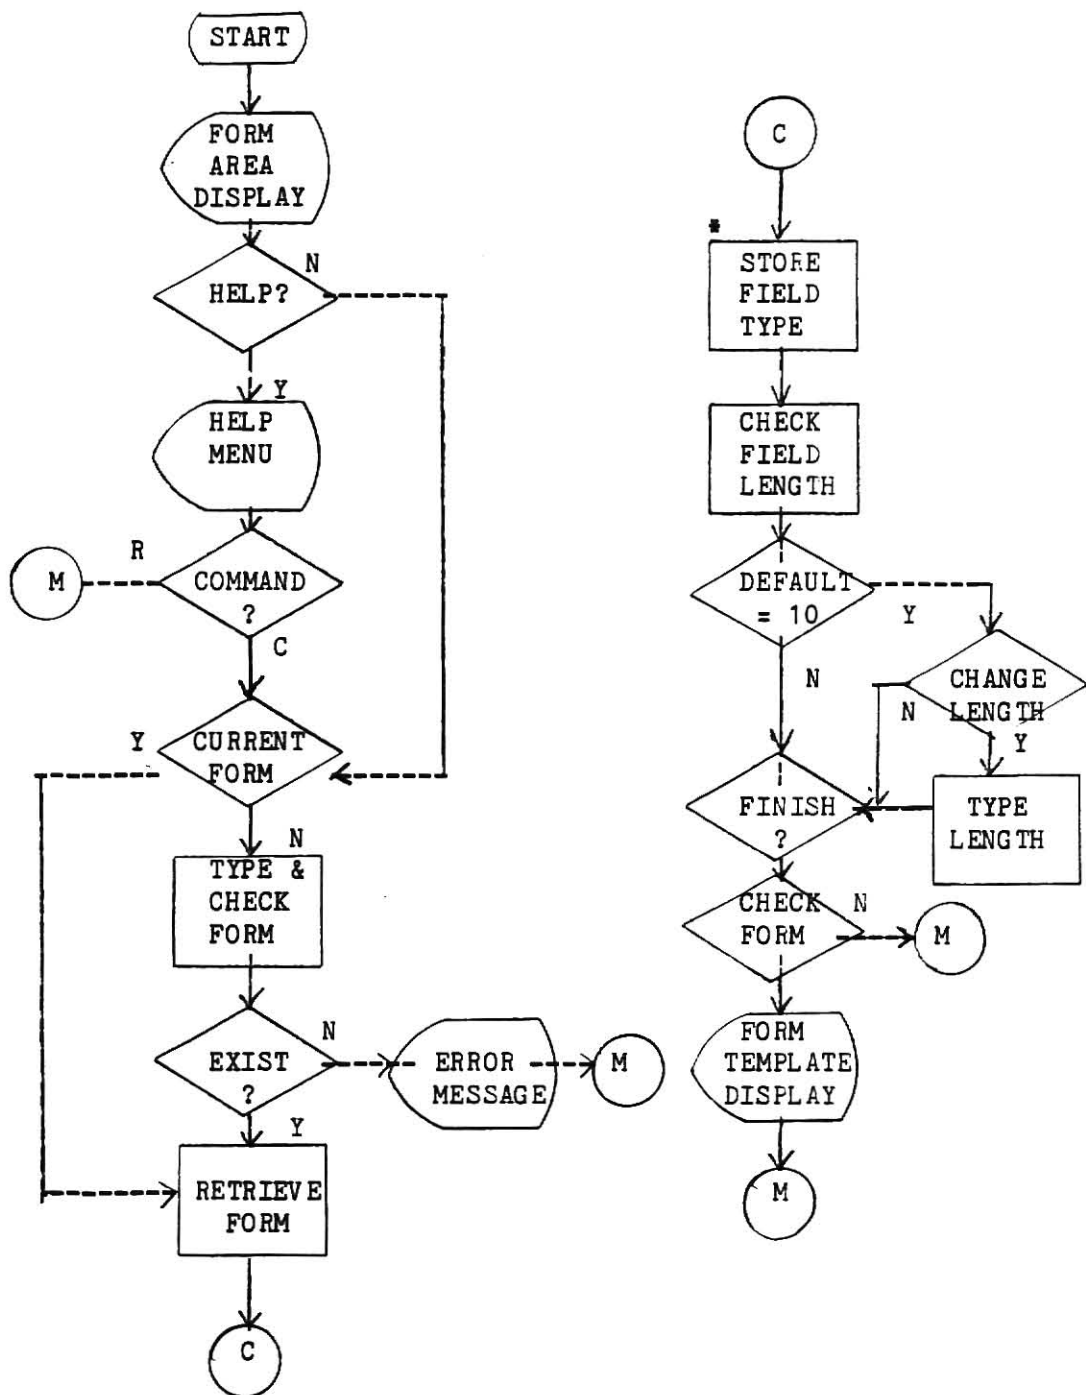 START
FORM
AREA
DISPLAY
N
HELP?
Y
HELP
MENU
R
M
COMMAND
?
C
Y
CURRENT
FORM
N
TYPE &
CHECK
FORM
N
EXIST
?
ERROR
MESSAGE
M
Y
RETRIEVE
FORM
C
C
*
STORE
FIELD
TYPE
CHECK
FIELD
LENGTH
DEFAULT
= 10
Y
N
CHANGE
LENGTH
N
Y
FINISH
?
TYPE
LENGTH
CHECK
FORM
N
M
FORM
TEMPLATE
DISPLAY
M